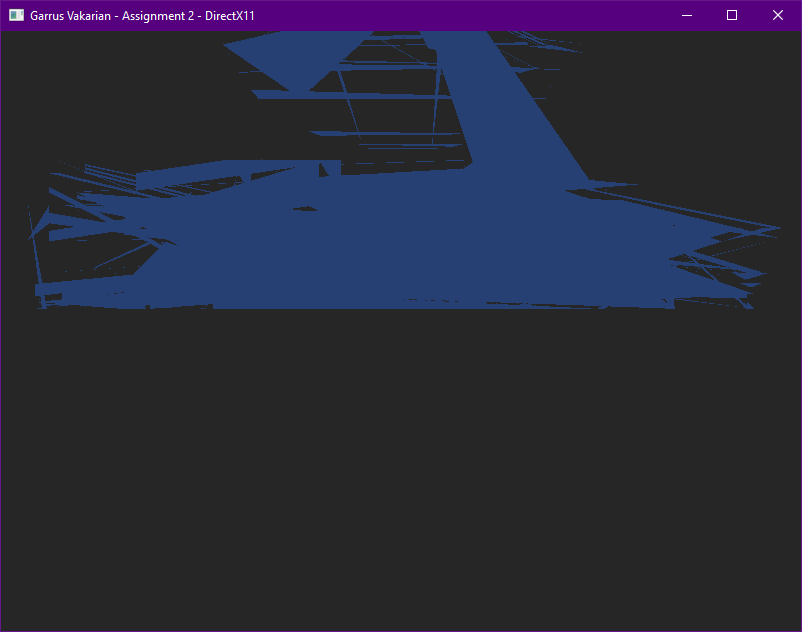 Garrus Vakarian - Assignment 2 - DirectX11